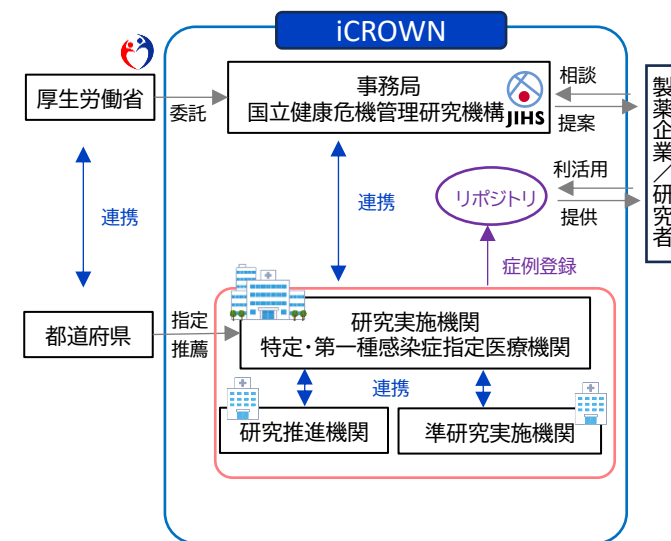 iCROWN
厚生労働省
委託
事務局
国立健康危機管理研究機構
JIHS
相談
提案
製薬企業／研究者
連携
連携
リポジトリ
利活用
提供
症例登録
都道府県
指定
推薦
研究実施機関
特定・第一種感染症指定医療機関
連携
研究推進機関
準研究実施機関